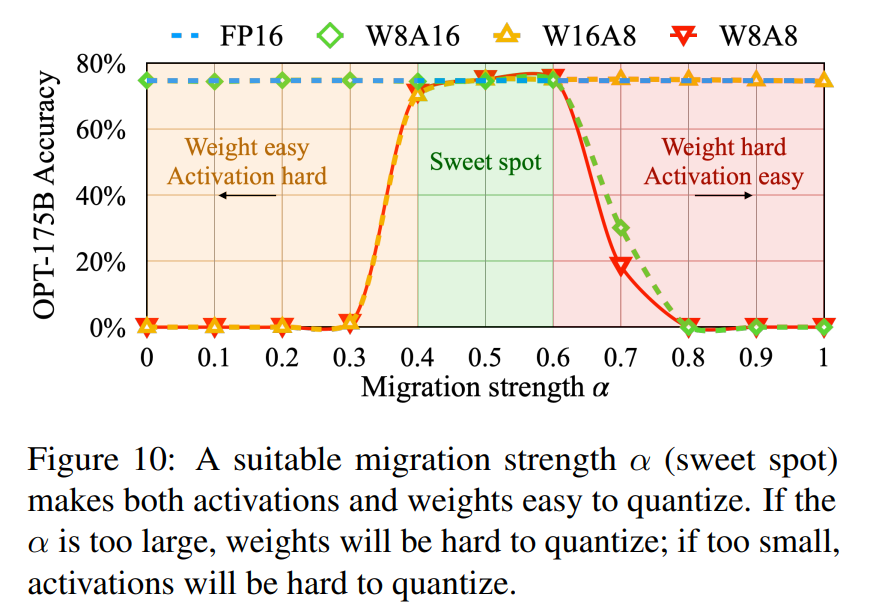 FP16 W8A16 W16A8 W8A8
OPT-175B Accuracy
80%
60%
40%
20%
0%
Weight easy
Activation hard
Sweet spot
Weight hard
Activation easy
0 0.1 0.2 0.3 0.4 0.5 0.6 0.7 0.8 0.9 1
Migration strength α
Figure 10: A suitable migration strength α (sweet spot)
makes both activations and weights easy to quantize. If the
α is too large, weights will be hard to quantize; if too small,
activations will be hard to quantize.